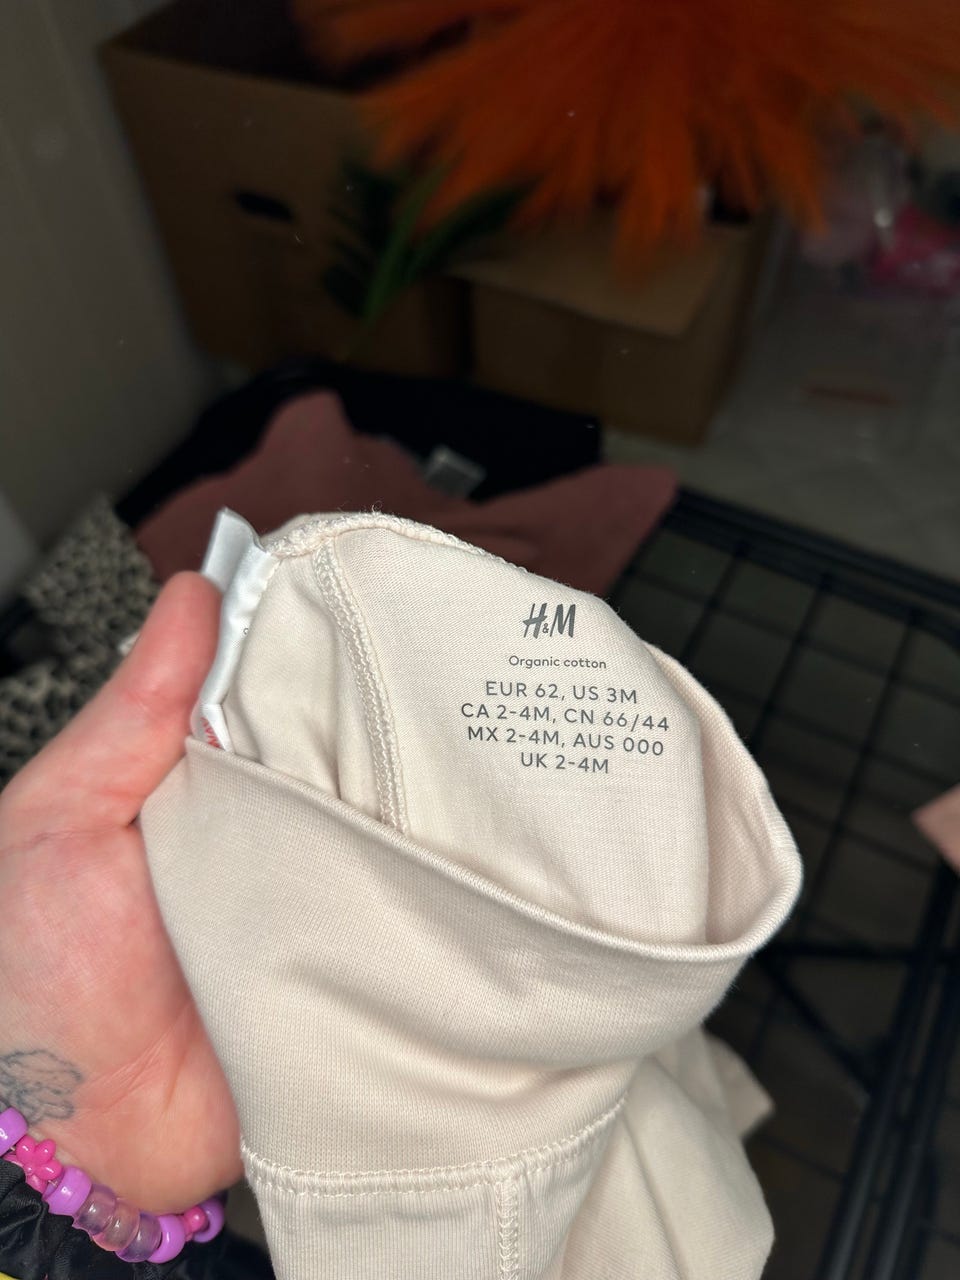 H&M
Organic cotton
EUR 62, US 3M
CA 2-4M, CN 66/44
MX 2-4M, AUS 000
UK 2-4M